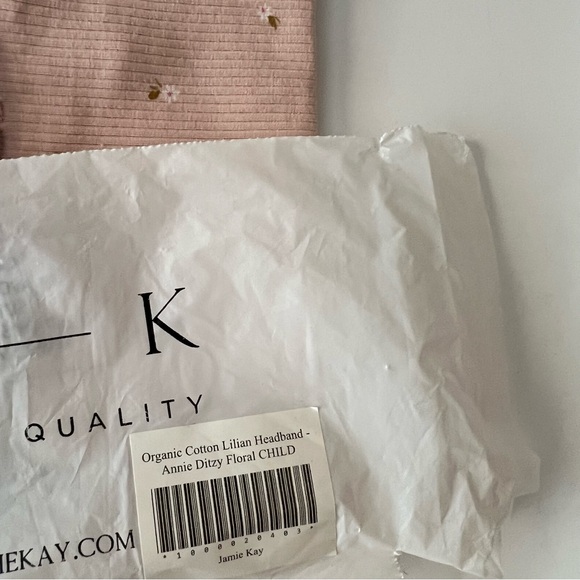 K
QUALITY
Organic Cotton Lilian Headband -
Annie Ditzy Floral CHILD
*1000020403*
Jamie Kay
IEKAY.COM